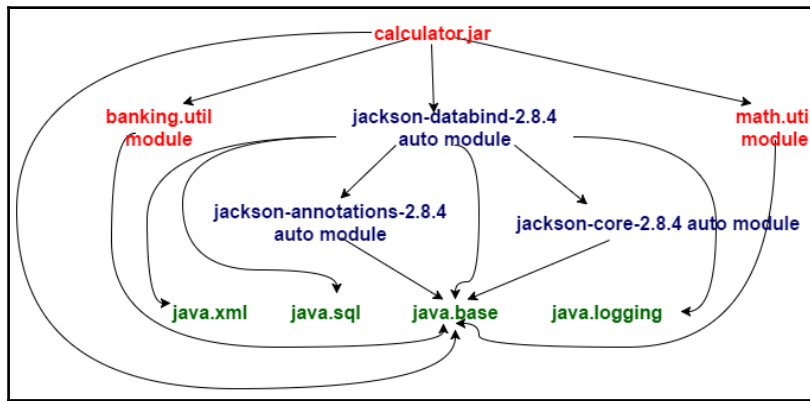 calculator.jar
banking.util
module
jackson-databind-2.8.4
auto module
math.util
module
jackson-annotations-2.8.4
auto module
jackson-core-2.8.4 auto module
java.xml
java.sql
java.base
java.logging